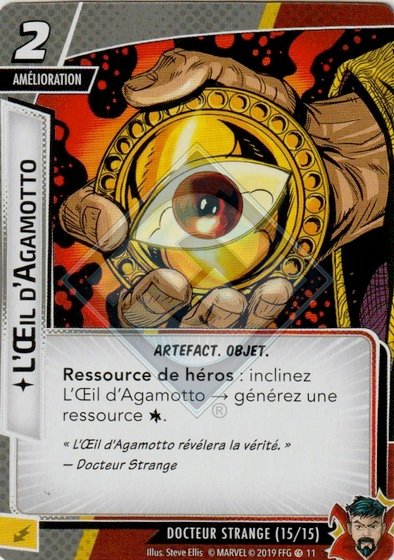 2
AMÉLIORATION
L'ŒIL D'AGAMOTTO
ARTEFACT. OBJET.
Ressource de héros : inclinez
L'Œil d'Agamotto → générez une
ressource.
®
« L'Œil d'Agamotto révélera la vérité. »
— Docteur Strange
DOCTEUR STRANGE (15/15)
Illus. Steve Ellis © MARVEL © 2019 FFG 11